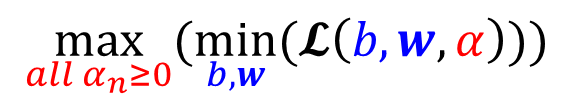 max (min(ℒ(b, w, α)))
all αₙ≥0 b,w